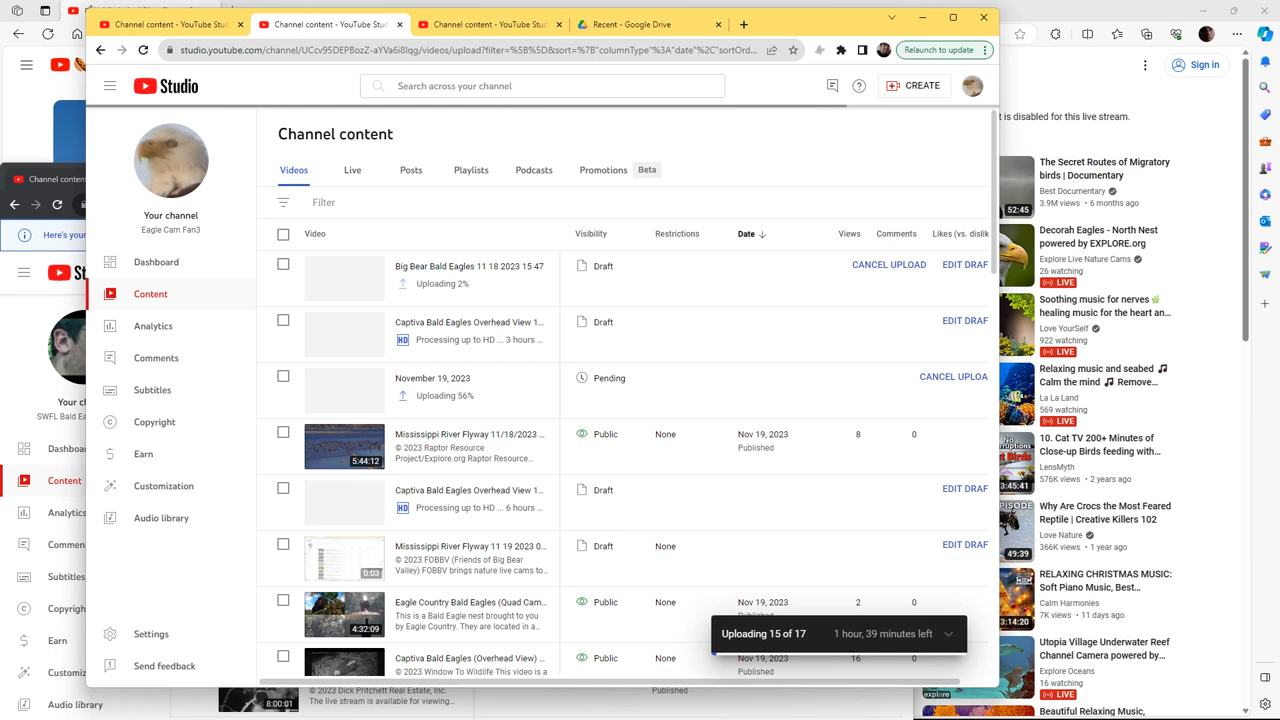 Channel content - YouTube Stud
Channel content - YouTube Stud
Channel content - YouTube Stud
Recent - Google Drive
Relaunch to update
Studio
Search across your channel
CREATE
Sign in
Your channel
Eagle Cam Fan3
Dashboard
Content
Analytics
Comments
Subtitles
Copyright
Earn
Customization
Audio library
Settings
Send feedback
Channel content
Videos Live Posts Playlists Podcasts Promotions Beta
Filter
Video Visibility Restrictions Date Views Comments Likes (vs. dislik
Big Bear Bald Eagles 11 18 2023 15 47 Draft CANCEL UPLOAD EDIT DRAF
Uploading 2%
Captiva Bald Eagles Overhead View 1... Draft EDIT DRAF
HD Processing up to HD ... 3 hours ...
November 19, 2023 Pending CANCEL UPLOA
Uploading 56%
Mississippi River Flyway 11/18/2023 ... Public None Nov 19, 2023 8 0
© 2023 Raptor Resource Published
Project/Explore.org Raptor Resource...
5:44:12
Captiva Bald Eagles Overhead View 1... Draft EDIT DRAF
HD Processing up to HD ... 6 hours ...
Mississippi River Flyway 11 19 2023 0... Draft None EDIT DRAF
© 2023 FOBBV (Friends of Big Bear
Valley) FOBBV brings nature live cams to...
0:03
Eagle Country Bald Eagles (Quad Cam... Public None Nov 19, 2023 2 0
This is a Bald Eagle nest brought to you
by Eagle Country. They are located in a...
4:32:09
Captiva Bald Eagles (Overhead View) ... Public None Nov 19, 2023 16 0
© 2023 Window To Wildlife This video is a Published
Uploading 15 of 17 1 hour, 39 minutes left
Channel content
Here's your
St
Your ch
SWFL Bald Ea
Dashboa
Content
Analytics
Commen
Subtitles
Copyrigh
Earn
Customiz
Audio library
© 2023 Dick Pritchett Real Estate, Inc. Published
The live stream is available for viewing...
8:00:01
t is disabled for this live stream.
The Secret Routes of Migratory
birds | Documentary
Best Documentary
3.9M views • 6 months ago
52:45
Decorah Eagles - North Nest
powered by EXPLORE.org
Explore Live Nature Cams
26 watching
LIVE
Soothing music for nerves
healing music for the heart an...
Love YourSelf
922 watching
LIVE
Relaxing music and seabed
Calm the mind Remove...
La La Land
569 watching
LIVE
10. Cat TV 200+ Minutes of
Close-up Birds feeding with...
LensMyth
576K views • 2 years ago
3:45:41
Why Are Crocs the Most Feared
Reptile | Creative Killers 102
Love Nature
366K views • 1 year ago
49:39
RELAXING CHRISTMAS MUSIC:
Soft Piano Music, Best...
Calm Harmonies
7K views • 11 days ago
3:14:20
Utopia Village Underwater Reef
Channel Camera powered by...
Explore Oceans
16 watching
LIVE
explore
Beautiful Relaxing Music,